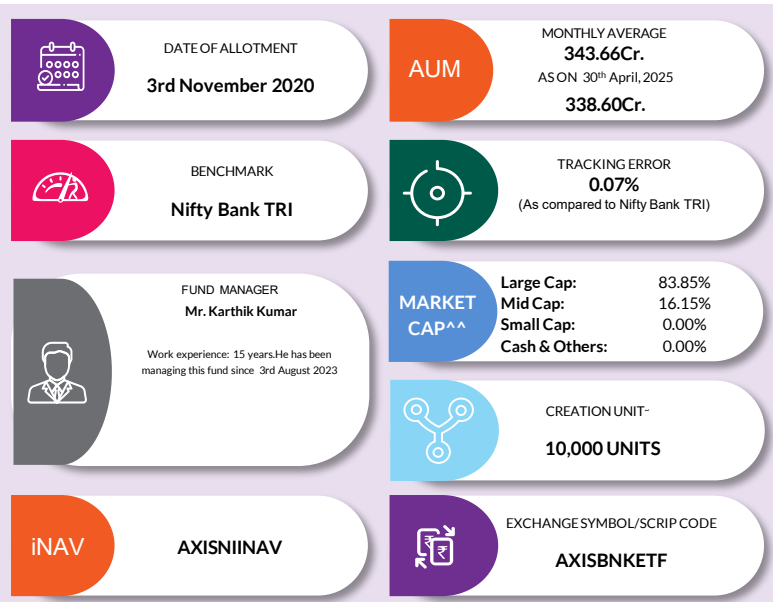 DATE OF ALLOTMENT
3rd November 2020
AUM
MONTHLY AVERAGE
343.66Cr.
AS ON 30th April, 2025
338.60Cr.
BENCHMARK
Nifty Bank TRI
TRACKING ERROR
0.07%
(As compared to Nifty Bank TRI)
FUND MANAGER
Mr. Karthik Kumar
Work experience: 15 years.He has been
managing this fund since 3rd August 2023
MARKET
CAP^^
Large Cap: 83.85%
Mid Cap: 16.15%
Small Cap: 0.00%
Cash & Others: 0.00%
CREATION UNIT~
10,000 UNITS
iNAV
AXISNIINAV
EXCHANGE SYMBOL/SCRIP CODE
AXISBNKETF
₹
₹